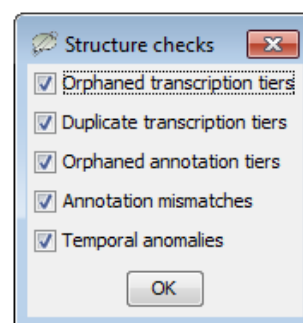 Structure checks
Orphaned transcription tiers
Duplicate transcription tiers
Orphaned annotation tiers
Annotation mismatches
Temporal anomalies
OK